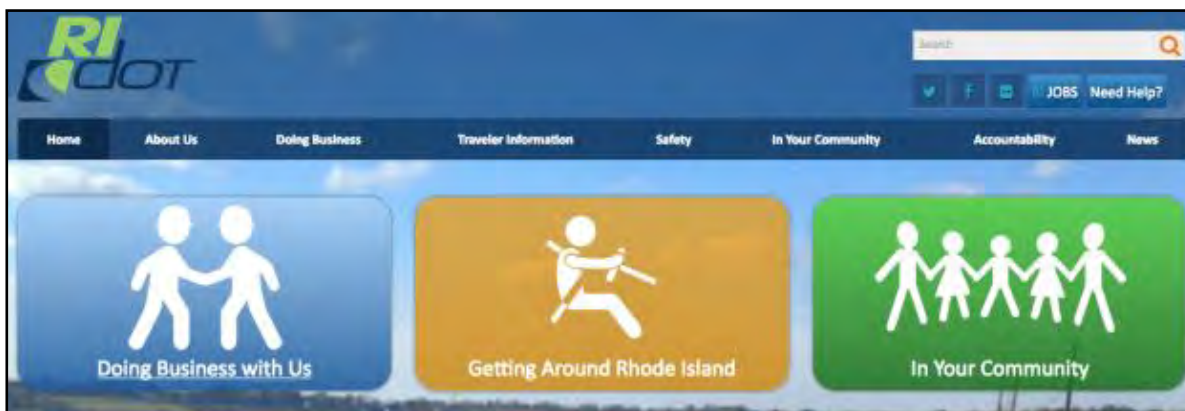 RI
dOT
Search
JOBS Need Help?
Home About Us Doing Business Traveler Information Safety In Your Community Accountability News
Doing Business with Us Getting Around Rhode Island In Your Community